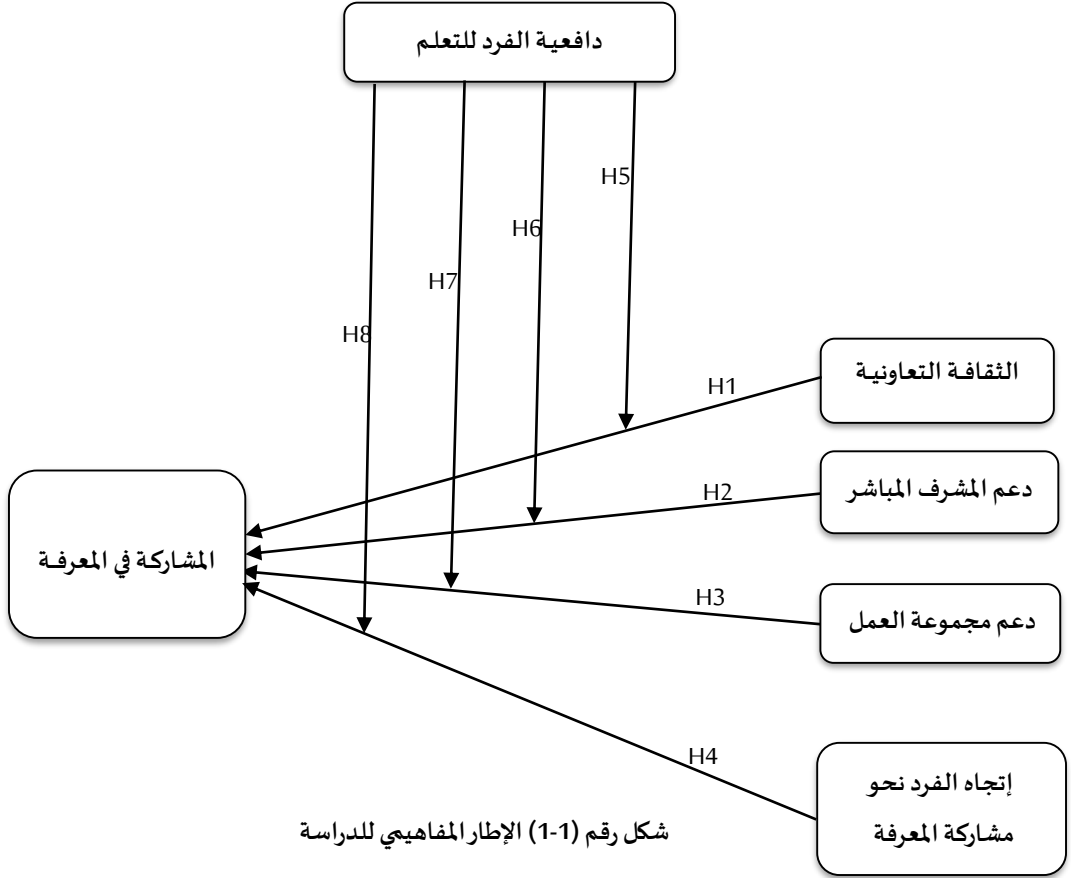 دافعية الفرد للتعلم
H5
H6
H7
H8
الثقافة التعاونية
H1
دعم المشرف المباشر
H2
المشاركة في المعرفة
دعم مجموعة العمل
H3
H4
إتجاه الفرد نحو
مشاركة المعرفة
شكل رقم (1-1) الإطار المفاهيمي للدراسة